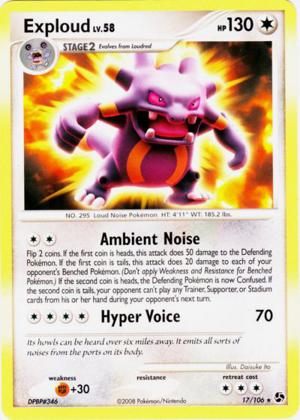 Exploud LV.58 HP 130
STAGE 2 Evolves from Loudred
NO. 295 Loud Noise Pokémon HT: 4'11" WT: 185.2 lbs.
Ambient Noise
Flip 2 coins. If the first coin is heads, this attack does 50 damage to the Defending
Pokémon. If the first coin is tails, this attack does 20 damage to each of your
opponent's Benched Pokémon. (Don't apply Weakness and Resistance for Benched
Pokémon.) If the second coin is heads, the Defending Pokémon is now Confused. If
the second coin is tails, your opponent can't play any Trainer, Supporter, or Stadium
cards from his or her hand during your opponent's next turn.
Hyper Voice 70
Its howls can be heard over six miles away. It emits all sorts of
noises from the ports on its body.
weakness resistance retreat cost
+30
DPBP#346 ©2008 Pokémon/Nintendo 17/106